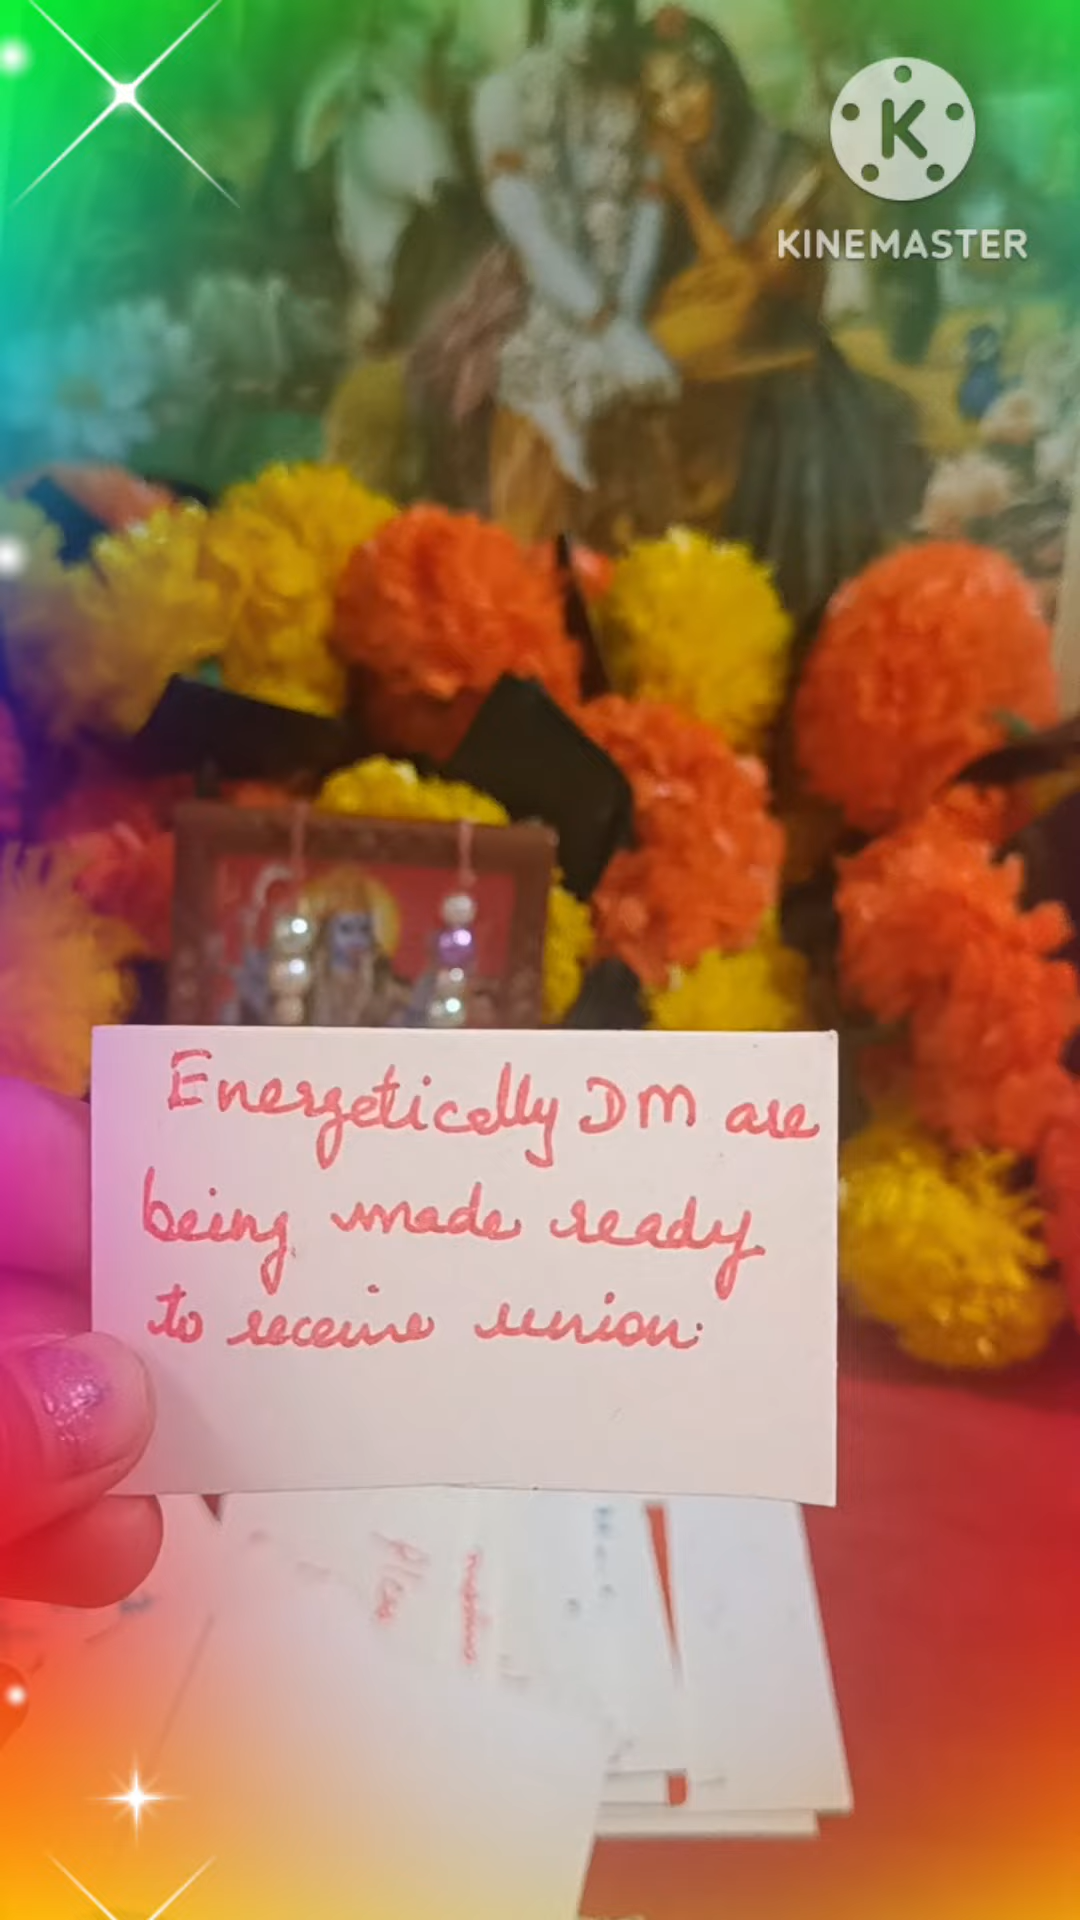 K
KINEMASTER
Energetically DM are
being made ready
to receive union.